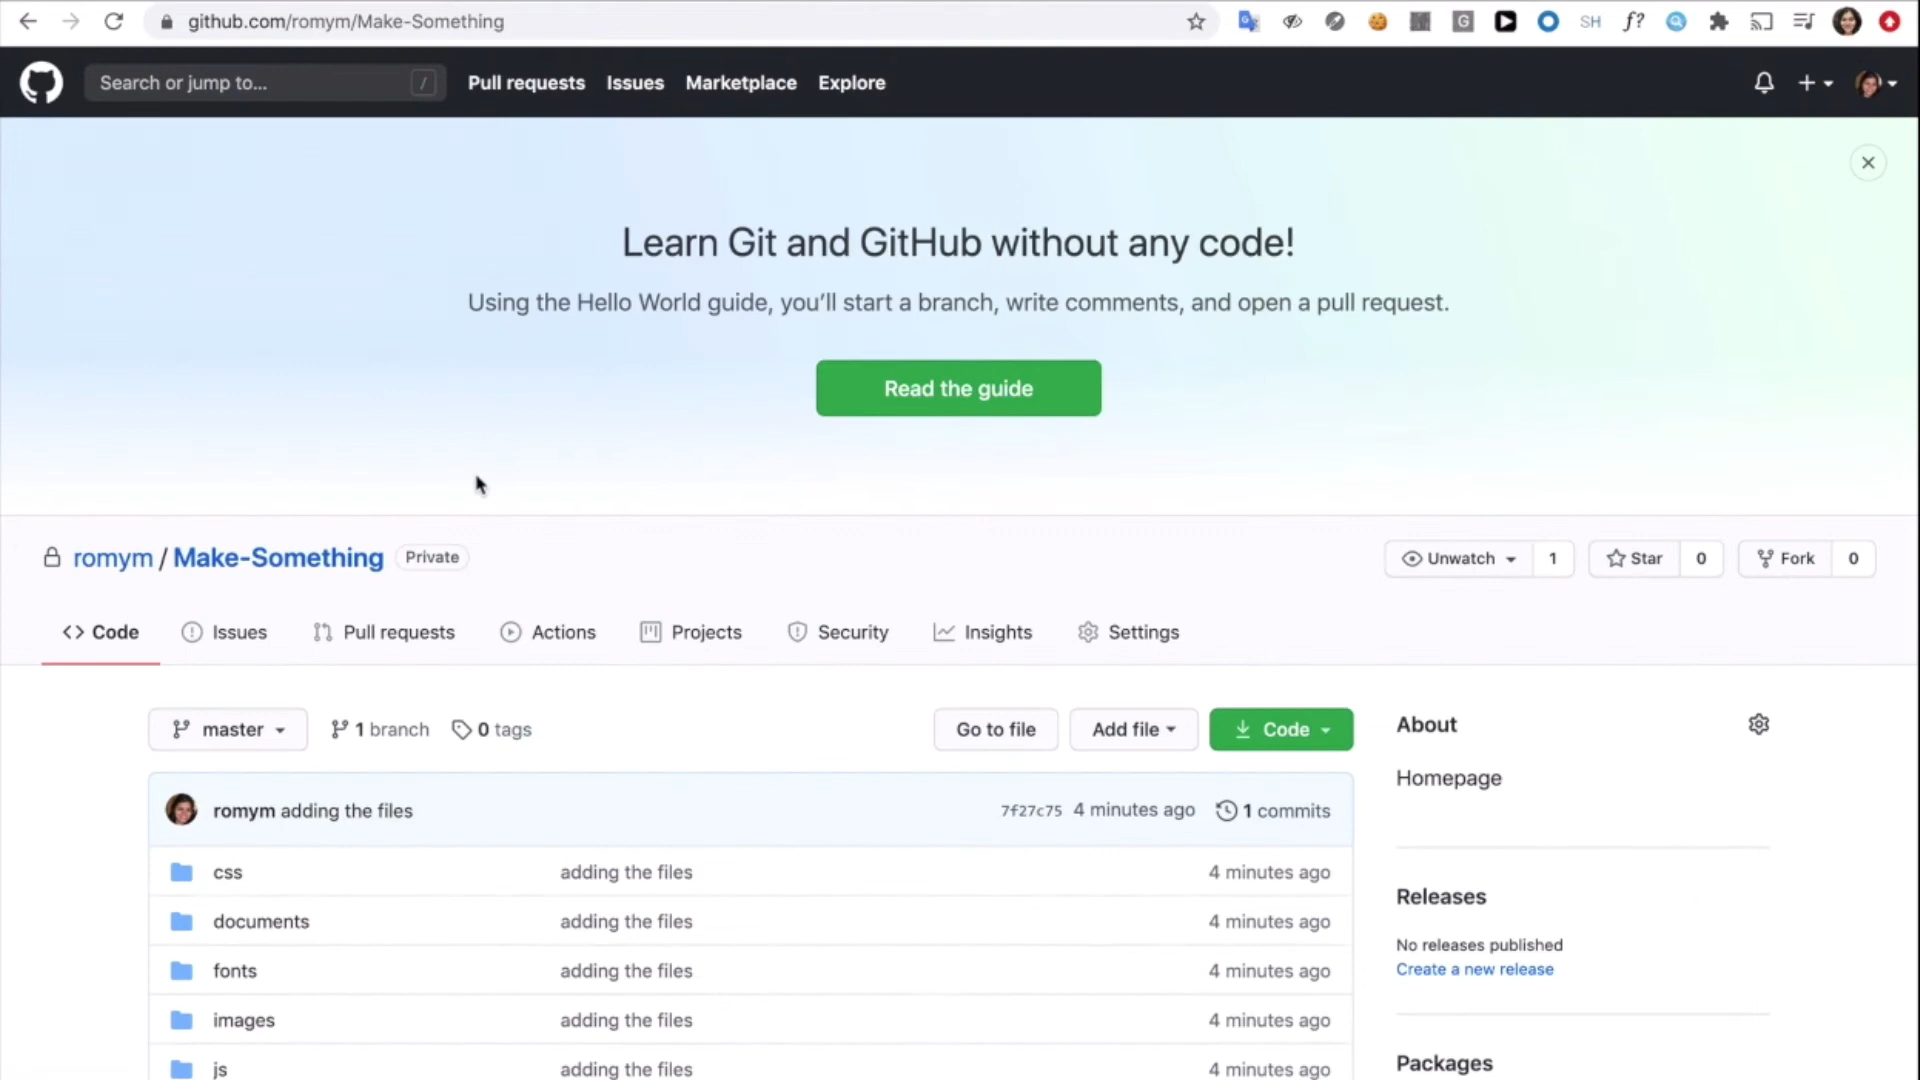 github.com/romym/Make-Something
SH
f?
G
Search or jump to...
/
Pull requests
Issues
Marketplace
Explore
Learn Git and GitHub without any code!
Using the Hello World guide, you'll start a branch, write comments, and open a pull request.
Read the guide
romym / Make-Something
Private
Unwatch
1
Star
0
Fork
0
Code
Issues
Pull requests
Actions
Projects
Security
Insights
Settings
master
1 branch
0 tags
Go to file
Add file
Code
About
Homepage
romym adding the files
7f27c75
4 minutes ago
1 commits
css
adding the files
4 minutes ago
documents
adding the files
4 minutes ago
fonts
adding the files
4 minutes ago
images
adding the files
4 minutes ago
js
adding the files
4 minutes ago
Releases
No releases published
Create a new release
Packages